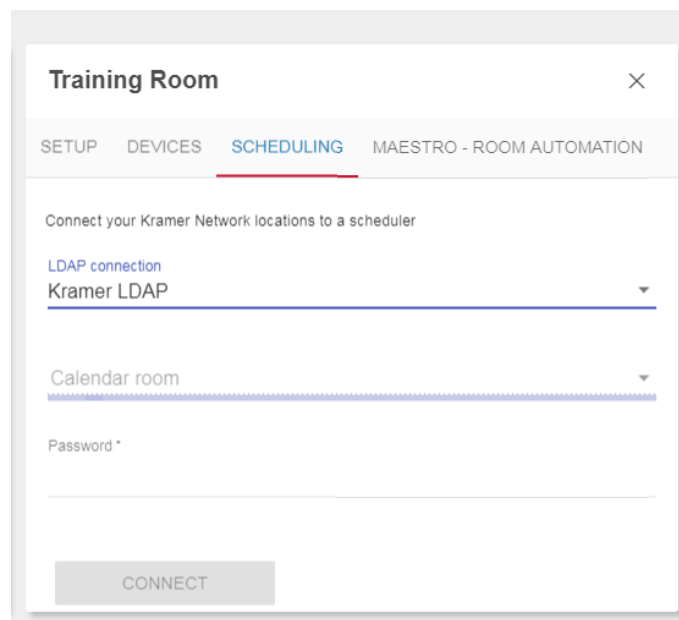 Training Room
SETUP DEVICES SCHEDULING MAESTRO - ROOM AUTOMATION
Connect your Kramer Network locations to a scheduler
LDAP connection
Kramer LDAP
Calendar room
Password *
CONNECT